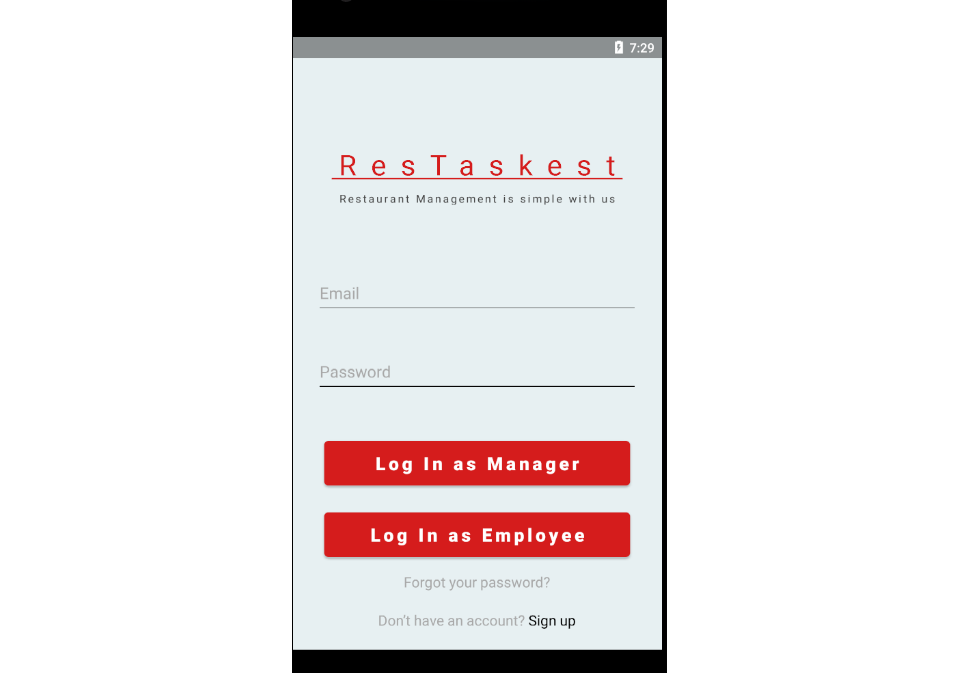 7:29
ResTaskest
Restaurant Management is simple with us
Email
Password
Log In as Manager
Log In as Employee
Forgot your password?
Don't have an account? Sign up